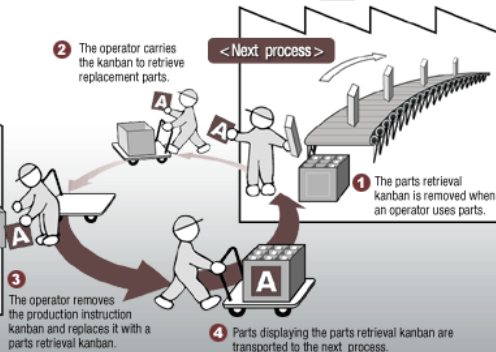 2 The operator carries
the kanban to retrieve
replacement parts.
<Next process>
A
A
1 The parts retrieval
kanban is removed when
an operator uses parts.
A
A
3
The operator removes
the production instruction
kanban and replaces it with a
parts retrieval kanban.
4 Parts displaying the parts retrieval kanban are
transported to the next process.